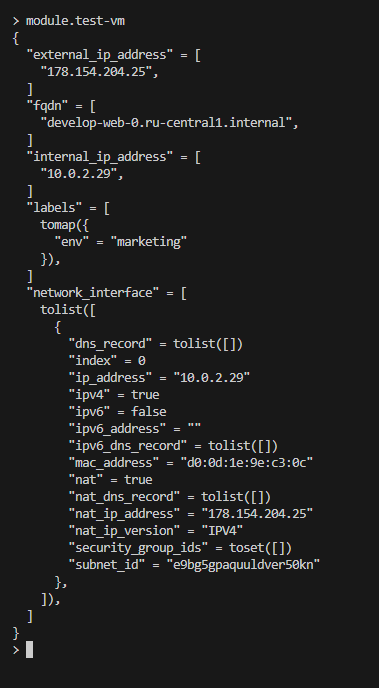 > module.test-vm
{
  "external_ip_address" = [
    "178.154.204.25",
  ]
  "fqdn" = [
    "develop-web-0.ru-central1.internal",
  ]
  "internal_ip_address" = [
    "10.0.2.29",
  ]
  "labels" = [
    tomap({
      "env" = "marketing"
    }),
  ]
  "network_interface" = [
    tolist([
      {
        "dns_record" = tolist([])
        "index" = 0
        "ip_address" = "10.0.2.29"
        "ipv4" = true
        "ipv6" = false
        "ipv6_address" = ""
        "ipv6_dns_record" = tolist([])
        "mac_address" = "d0:0d:1e:9e:c3:0c"
        "nat" = true
        "nat_dns_record" = tolist([])
        "nat_ip_address" = "178.154.204.25"
        "nat_ip_version" = "IPV4"
        "security_group_ids" = toset([])
        "subnet_id" = "e9bg5gpaquuldver50kn"
      },
    ]),
  ]
}
>